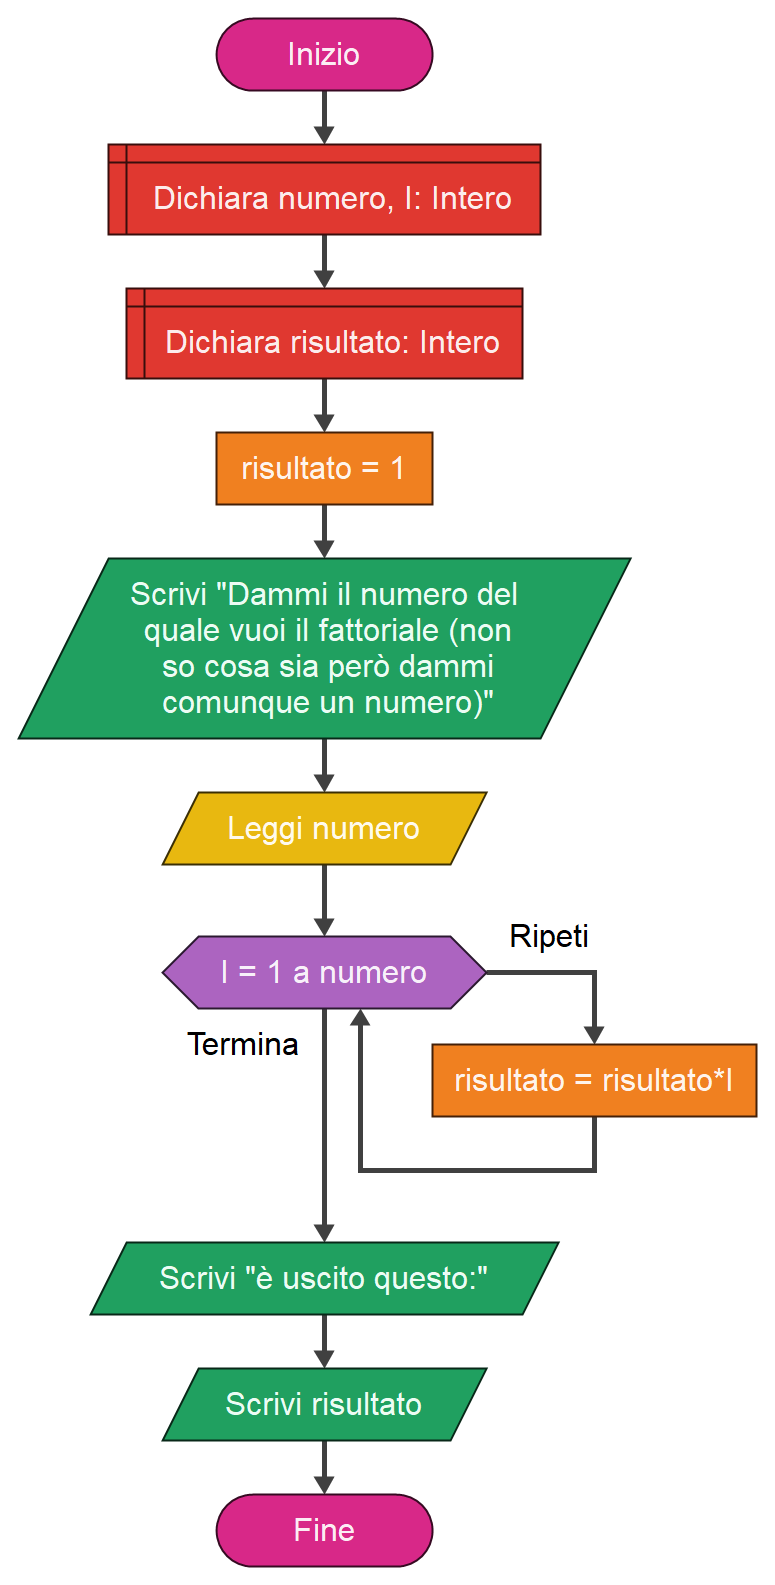 Inizio
Dichiara numero, I: Intero
Dichiara risultato: Intero
risultato = 1
Scrivi "Dammi il numero del
quale vuoi il fattoriale (non
so cosa sia però dammi
comunque un numero)"
Leggi numero
I = 1 a numero
Ripeti
Termina
risultato = risultato*I
Scrivi "è uscito questo:"
Scrivi risultato
Fine